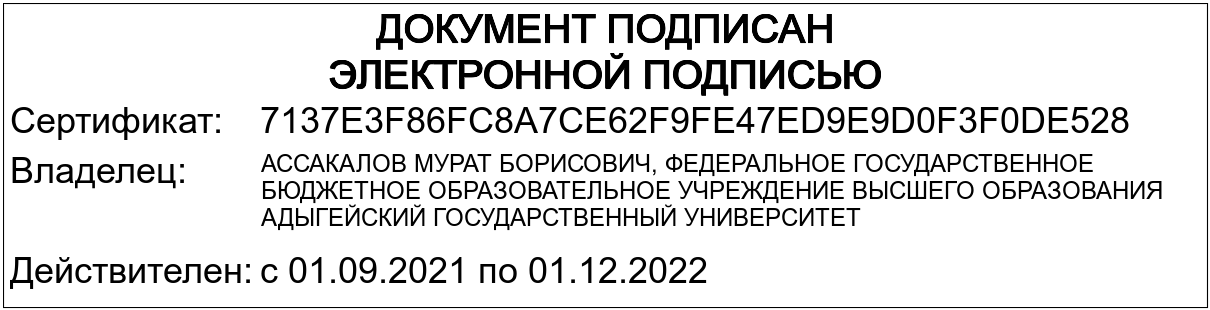 ДОКУМЕНТ ПОДПИСАН
ЭЛЕКТРОННОЙ ПОДПИСЬЮ
Сертификат: 7137E3F86FC8A7CE62F9FE47ED9E9D0F3F0DE528
Владелец: АССАКАЛОВ МУРАТ БОРИСОВИЧ, ФЕДЕРАЛЬНОЕ ГОСУДАРСТВЕННОЕ
БЮДЖЕТНОЕ ОБРАЗОВАТЕЛЬНОЕ УЧРЕЖДЕНИЕ ВЫСШЕГО ОБРАЗОВАНИЯ
АДЫГЕЙСКИЙ ГОСУДАРСТВЕННЫЙ УНИВЕРСИТЕТ
Действителен: с 01.09.2021 по 01.12.2022